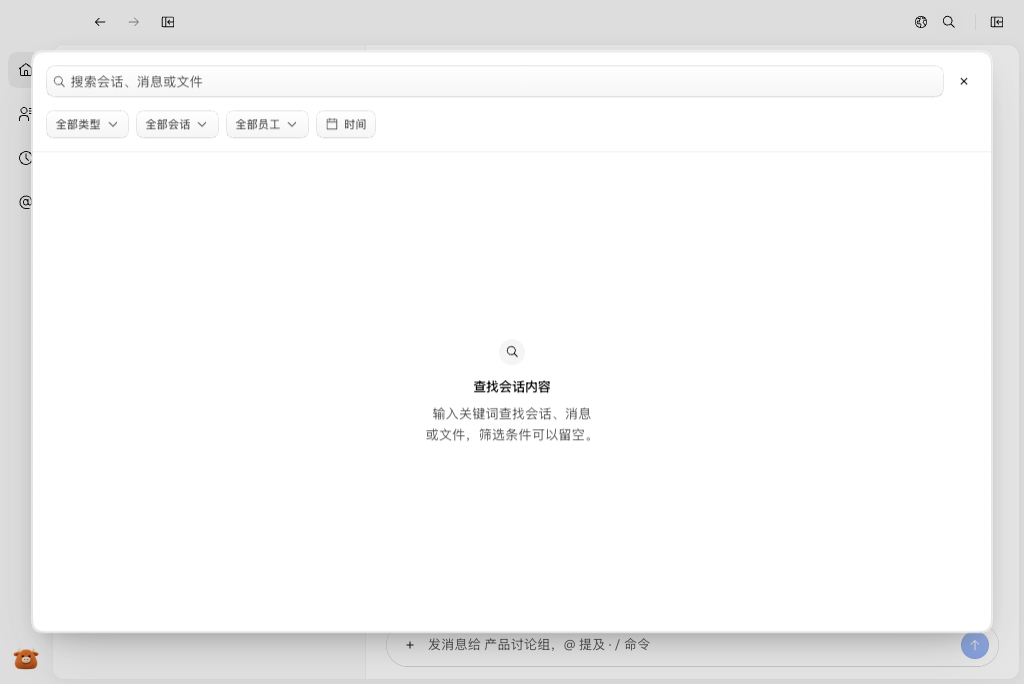 搜索会话、消息或文件
全部类型
全部会话
全部员工
时间
查找会话内容
输入关键词查找会话、消息
或文件，筛选条件可以留空。
发消息给 产品讨论组，@ 提及 · / 命令